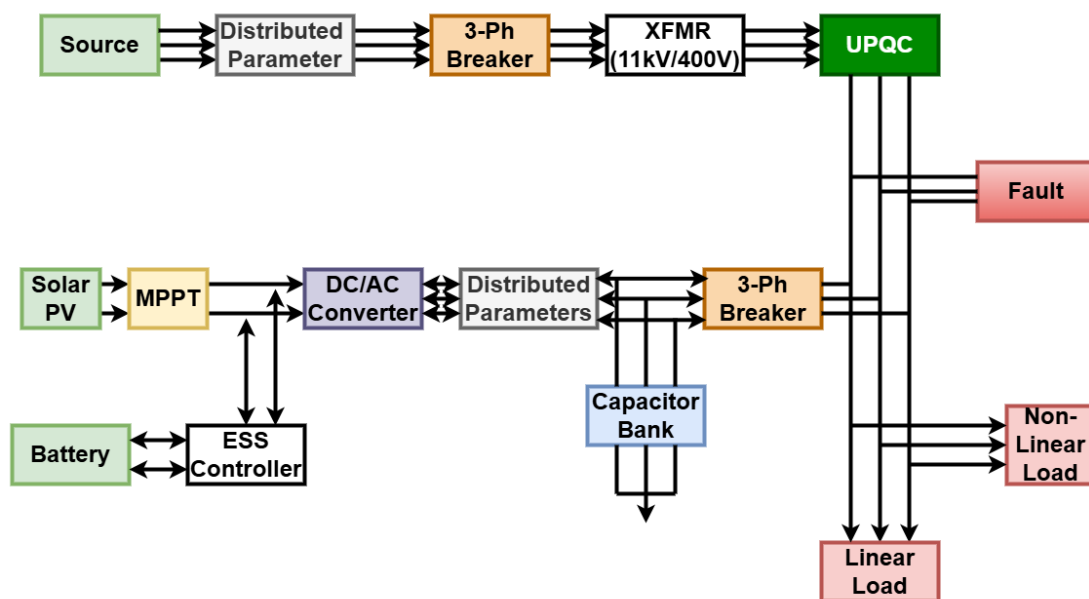 Source
Distributed
Parameter
3-Ph
Breaker
XFMR
(11kV/400V)
UPQC
Fault
Solar
PV
MPPT
DC/AC
Converter
Distributed
Parameters
3-Ph
Breaker
Capacitor
Bank
Battery
ESS
Controller
Non-
Linear
Load
Linear
Load